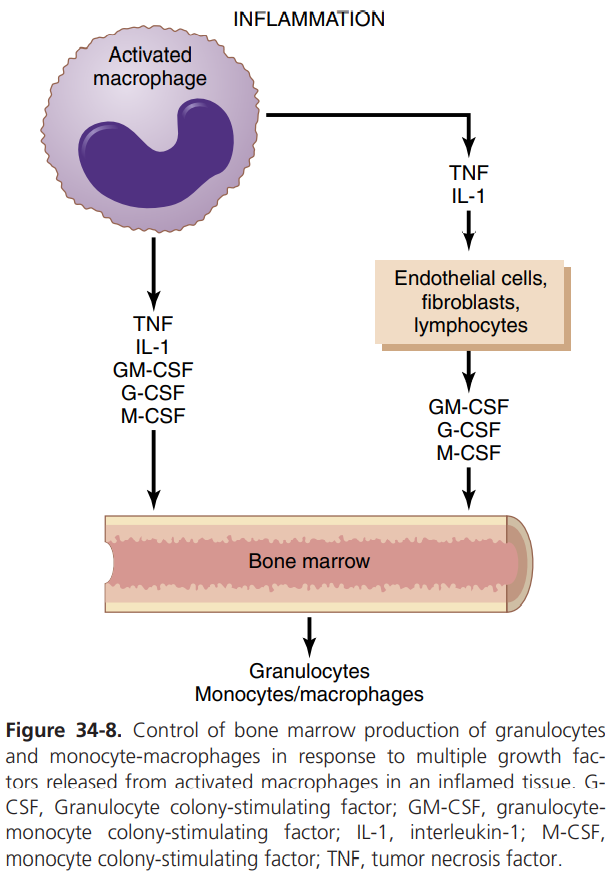 INFLAMMATION
Activated
macrophage
TNF
IL-1
Endothelial cells,
fibroblasts,
lymphocytes
TNF
IL-1
GM-CSF
G-CSF
M-CSF
GM-CSF
G-CSF
M-CSF
Bone marrow
Granulocytes
Monocytes/macrophages
Figure 34-8. Control of bone marrow production of granulocytes
and monocyte-macrophages in response to multiple growth fac-
tors released from activated macrophages in an inflamed tissue. G-
CSF, Granulocyte colony-stimulating factor; GM-CSF, granulocyte-
monocyte colony-stimulating factor; IL-1, interleukin-1; M-CSF,
monocyte colony-stimulating factor; TNF, tumor necrosis factor.